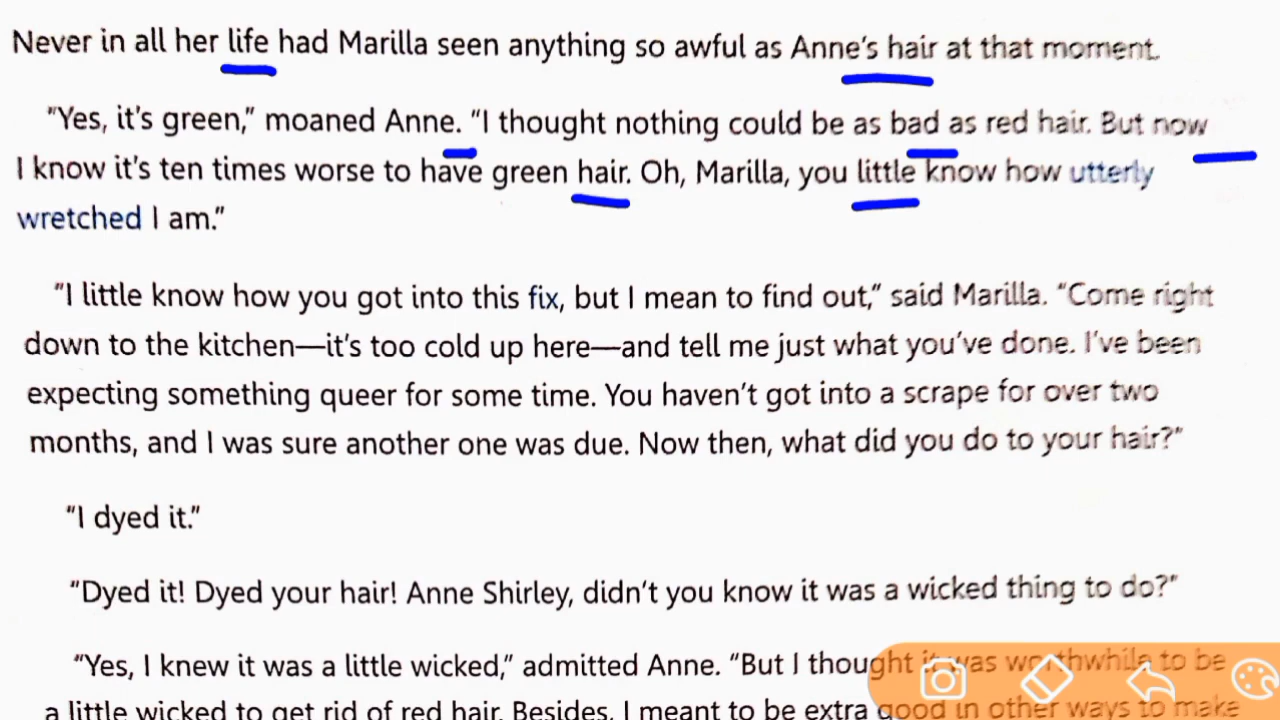 Never in all her life had Marilla seen anything so awful as Anne’s hair at that moment.
“Yes, it’s green,” moaned Anne. “I thought nothing could be as bad as red hair. But now
I know it’s ten times worse to have green hair. Oh, Marilla, you little know how utterly
wretched I am.”
“I little know how you got into this fix, but I mean to find out,” said Marilla. “Come right
down to the kitchen—it’s too cold up here—and tell me just what you’ve done. I’ve been
expecting something queer for some time. You haven’t got into a scrape for over two
months, and I was sure another one was due. Now then, what did you do to your hair?”
“I dyed it.”
“Dyed it! Dyed your hair! Anne Shirley, didn’t you know it was a wicked thing to do?”
“Yes, I knew it was a little wicked,” admitted Anne. “But I thought it was worthwhile to be
a little wicked to get rid of red hair. Besides, I meant to be extra good in other ways to make